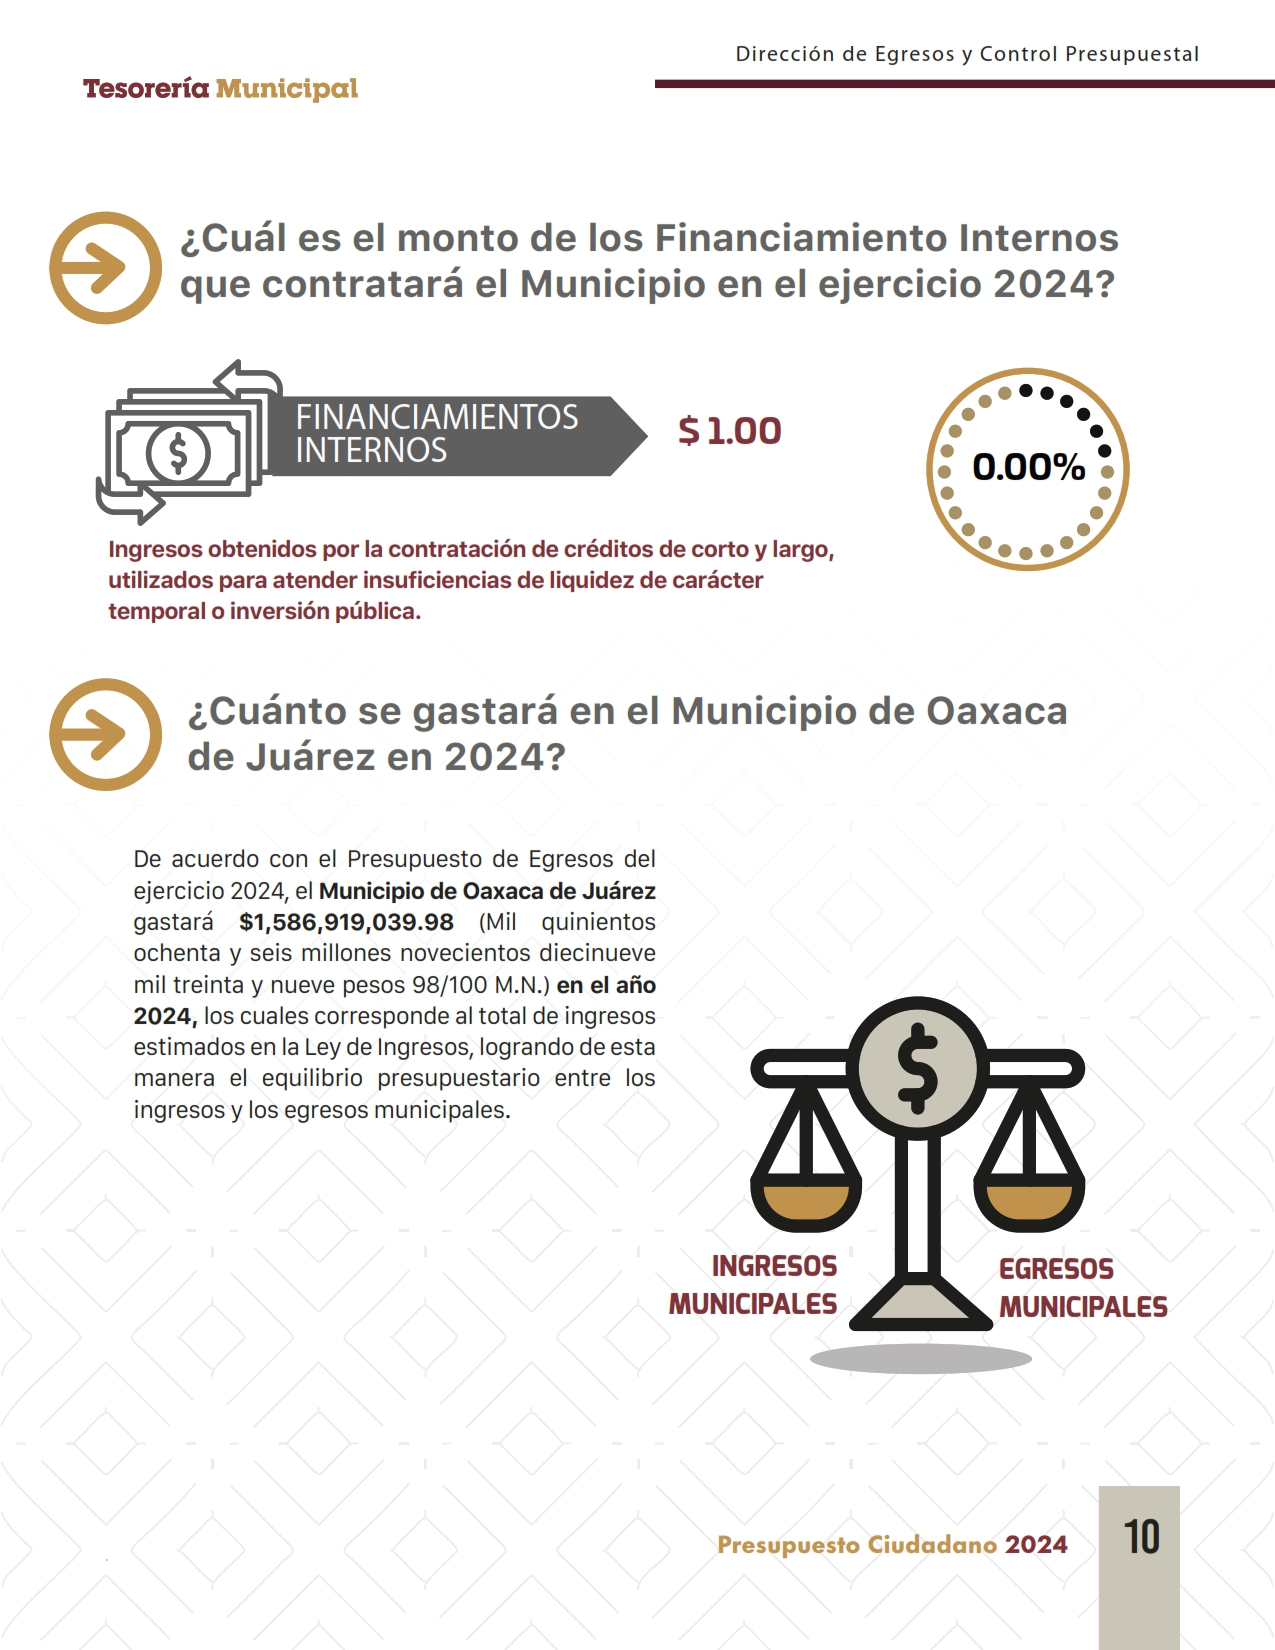 Dirección de Egresos y Control Presupuestal
Tesorería Municipal
¿Cuál es el monto de los Financiamiento Internos
que contratará el Municipio en el ejercicio 2024?
FINANCIAMIENTOS
INTERNOS
$ 1.00
0.00%
Ingresos obtenidos por la contratación de créditos de corto y largo,
utilizados para atender insuficiencias de liquidez de carácter
temporal o inversión pública.
¿Cuánto se gastará en el Municipio de Oaxaca
de Juárez en 2024?
De acuerdo con el Presupuesto de Egresos del
ejercicio 2024, el Municipio de Oaxaca de Juárez
gastará $1,586,919,039.98 (Mil quinientos
ochenta y seis millones novecientos diecinueve
mil treinta y nueve pesos 98/100 M.N.) en el año
2024, los cuales corresponde al total de ingresos
estimados en la Ley de Ingresos, logrando de esta
manera el equilibrio presupuestario entre los
ingresos y los egresos municipales.
$
INGRESOS
MUNICIPALES
EGRESOS
MUNICIPALES
Presupuesto Ciudadano 2024
10